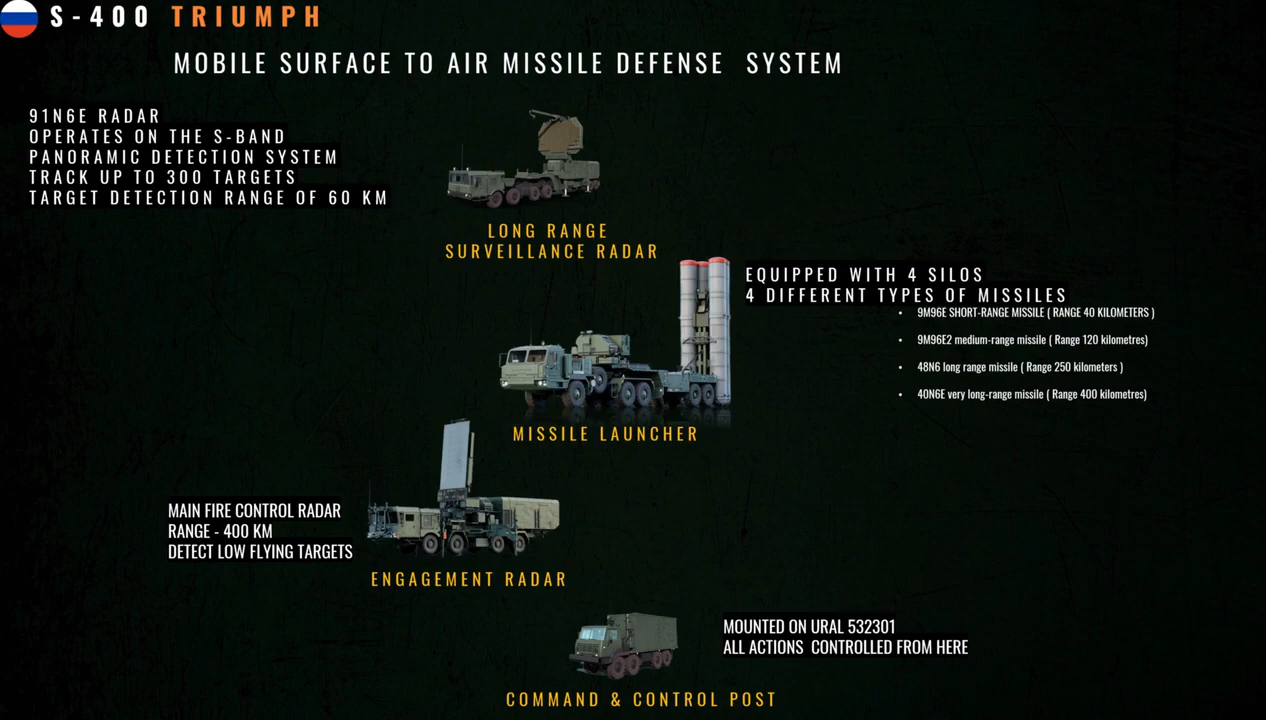 S-400 TRIUMPH
MOBILE SURFACE TO AIR MISSILE DEFENSE SYSTEM
91N6E RADAR
OPERATES ON THE S-BAND
PANORAMIC DETECTION SYSTEM
TRACK UP TO 300 TARGETS
TARGET DETECTION RANGE OF 60 KM
LONG RANGE
SURVEILLANCE RADAR
EQUIPPED WITH 4 SILOS
4 DIFFERENT TYPES OF MISSILES
• 9M96E SHORT-RANGE MISSILE ( RANGE 40 KILOMETERS )
• 9M96E2 medium-range missile ( Range 120 kilometres)
• 48N6 long range missile ( Range 250 kilometers )
• 40N6E very long-range missile ( Range 400 kilometres)
MISSILE LAUNCHER
MAIN FIRE CONTROL RADAR
RANGE - 400 KM
DETECT LOW FLYING TARGETS
ENGAGEMENT RADAR
MOUNTED ON URAL 532301
ALL ACTIONS CONTROLLED FROM HERE
COMMAND & CONTROL POST